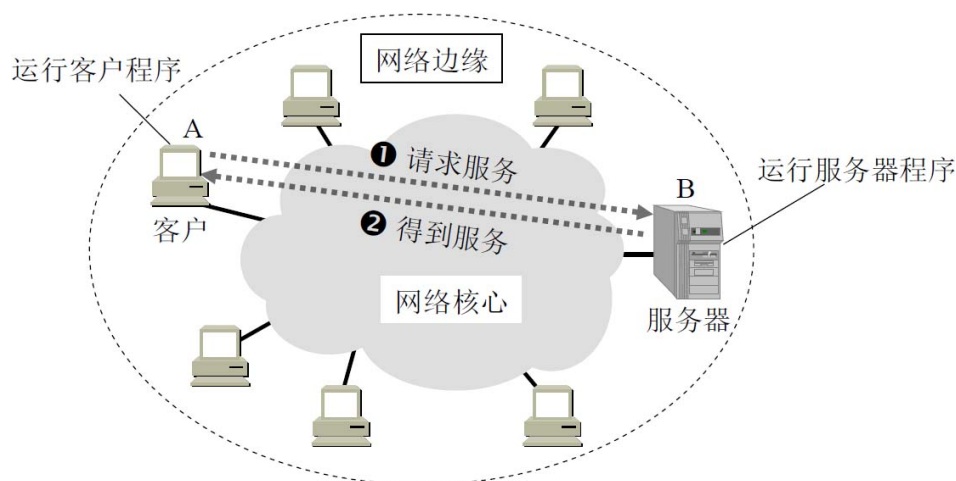 网络边缘
运行客户程序
A
❶ 请求服务
B
运行服务器程序
客户
❷ 得到服务
网络核心
服务器